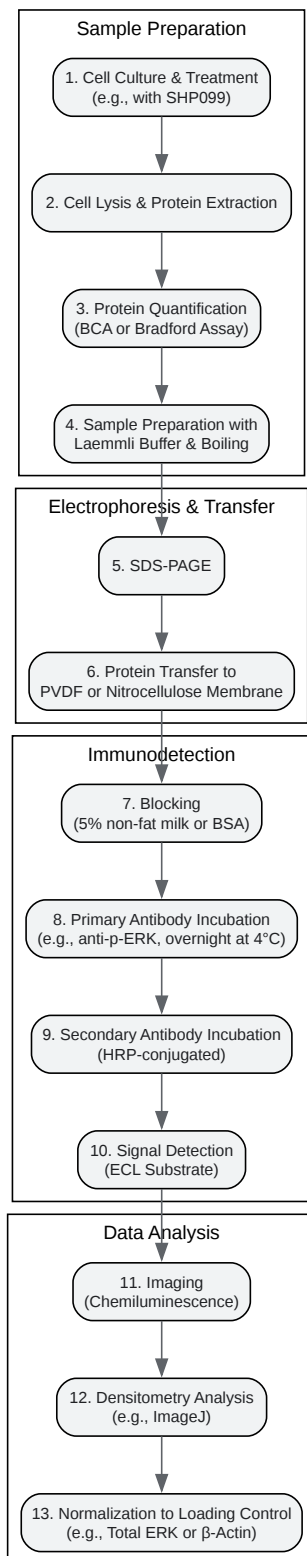 Sample Preparation
1. Cell Culture & Treatment
(e.g., with SHP099)
2. Cell Lysis & Protein Extraction
3. Protein Quantification
(BCA or Bradford Assay)
4. Sample Preparation with
Laemmli Buffer & Boiling
Electrophoresis & Transfer
5. SDS-PAGE
6. Protein Transfer to
PVDF or Nitrocellulose Membrane
Immunodetection
7. Blocking
(5% non-fat milk or BSA)
8. Primary Antibody Incubation
(e.g., anti-p-ERK, overnight at 4°C)
9. Secondary Antibody Incubation
(HRP-conjugated)
10. Signal Detection
(ECL Substrate)
Data Analysis
11. Imaging
(Chemiluminescence)
12. Densitometry Analysis
(e.g., ImageJ)
13. Normalization to Loading Control
(e.g., Total ERK or β-Actin)